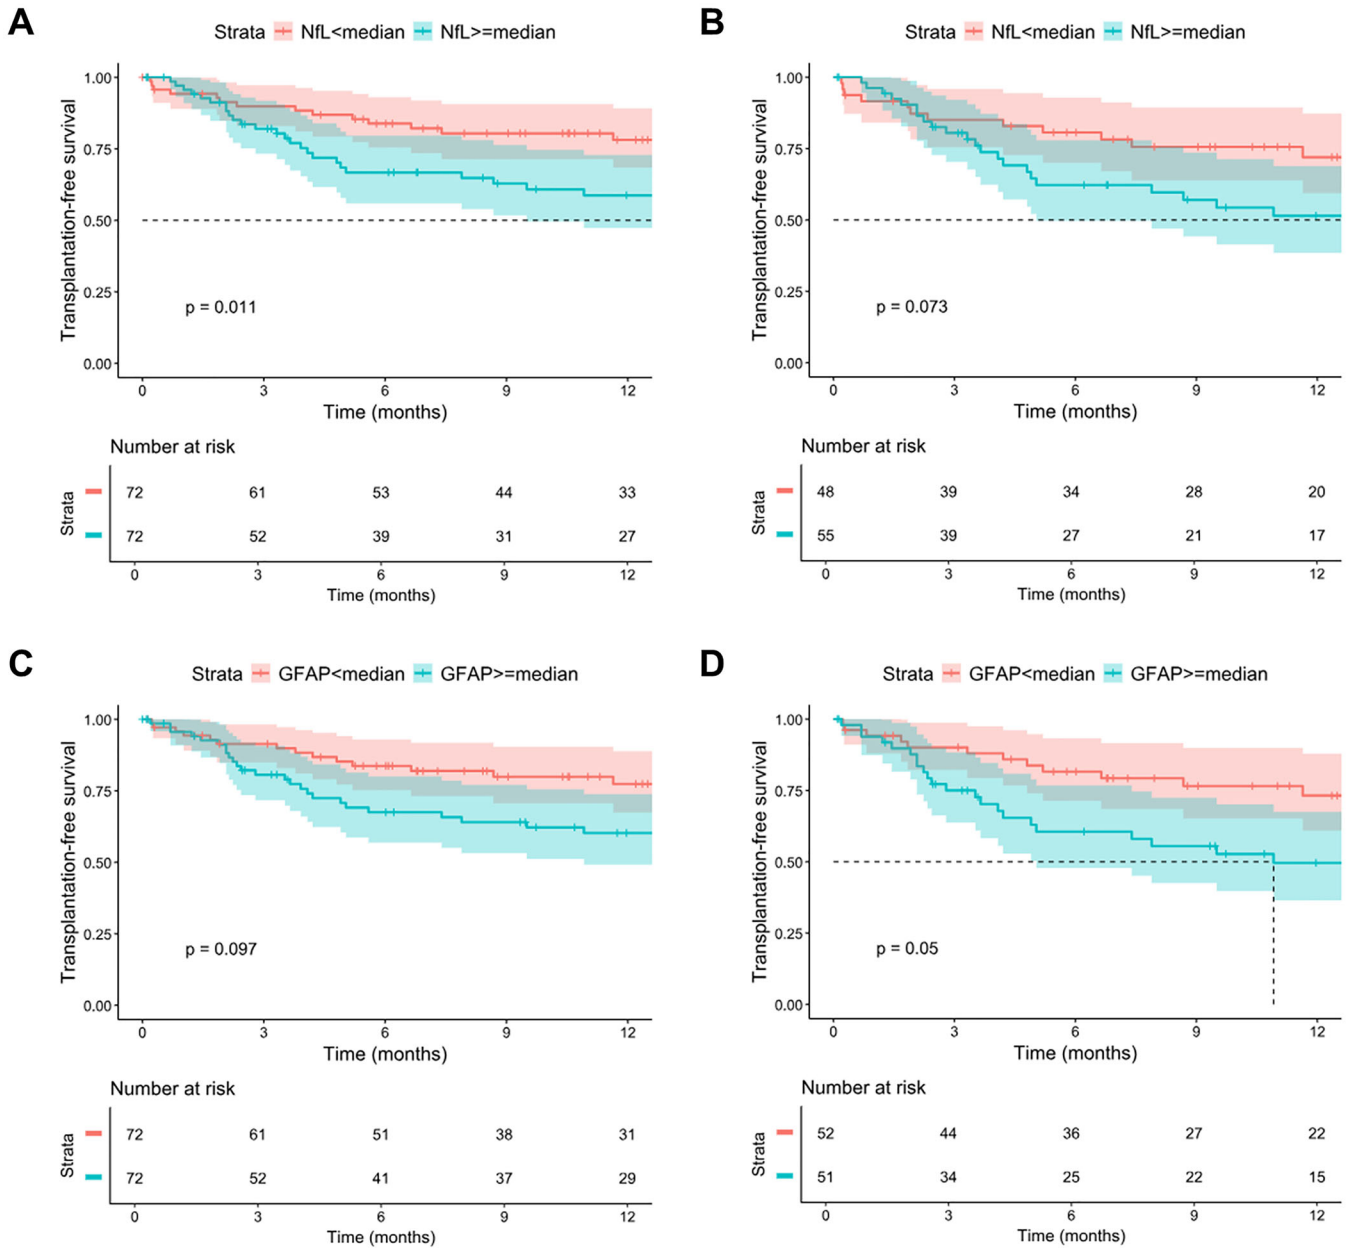 A
Strata NfL<median NfL>=median
Transplantation-free survival
1.00
0.75
0.50
0.25
0.00
p = 0.011
0 3 6 9 12
Time (months)
Number at risk
Strata
72 61 53 44 33
72 52 39 31 27
0 3 6 9 12
Time (months)
B
Strata NfL<median NfL>=median
Transplantation-free survival
1.00
0.75
0.50
0.25
0.00
p = 0.073
0 3 6 9 12
Time (months)
Number at risk
Strata
48 39 34 28 20
55 39 27 21 17
0 3 6 9 12
Time (months)
C
Strata GFAP<median GFAP>=median
Transplantation-free survival
1.00
0.75
0.50
0.25
0.00
p = 0.097
0 3 6 9 12
Time (months)
Number at risk
Strata
72 61 51 38 31
72 52 41 37 29
0 3 6 9 12
Time (months)
D
Strata GFAP<median GFAP>=median
Transplantation-free survival
1.00
0.75
0.50
0.25
0.00
p = 0.05
0 3 6 9 12
Time (months)
Number at risk
Strata
52 44 36 27 22
51 34 25 22 15
0 3 6 9 12
Time (months)